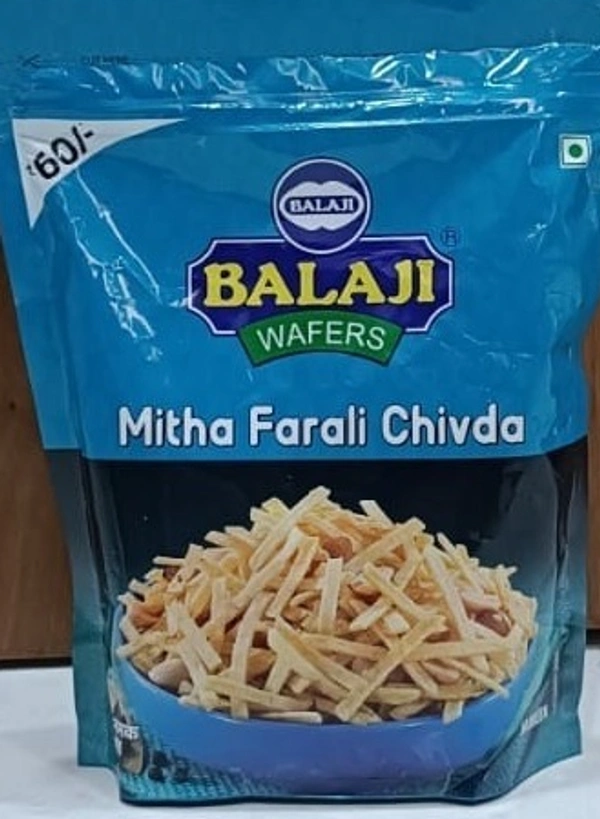 ₹60/-
BALAJI
BALAJI
®
WAFERS
Mitha Farali Chivda